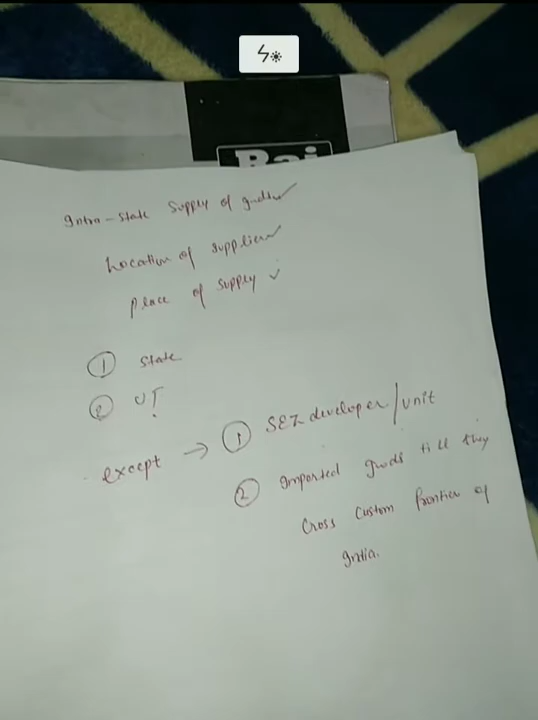 Rai
Intra-State Supply of goods
Location of supplier
place of supply
① State
② UT
except → ① SEZ developer/unit
② Imported goods till they
Cross Custom frontier of
India.